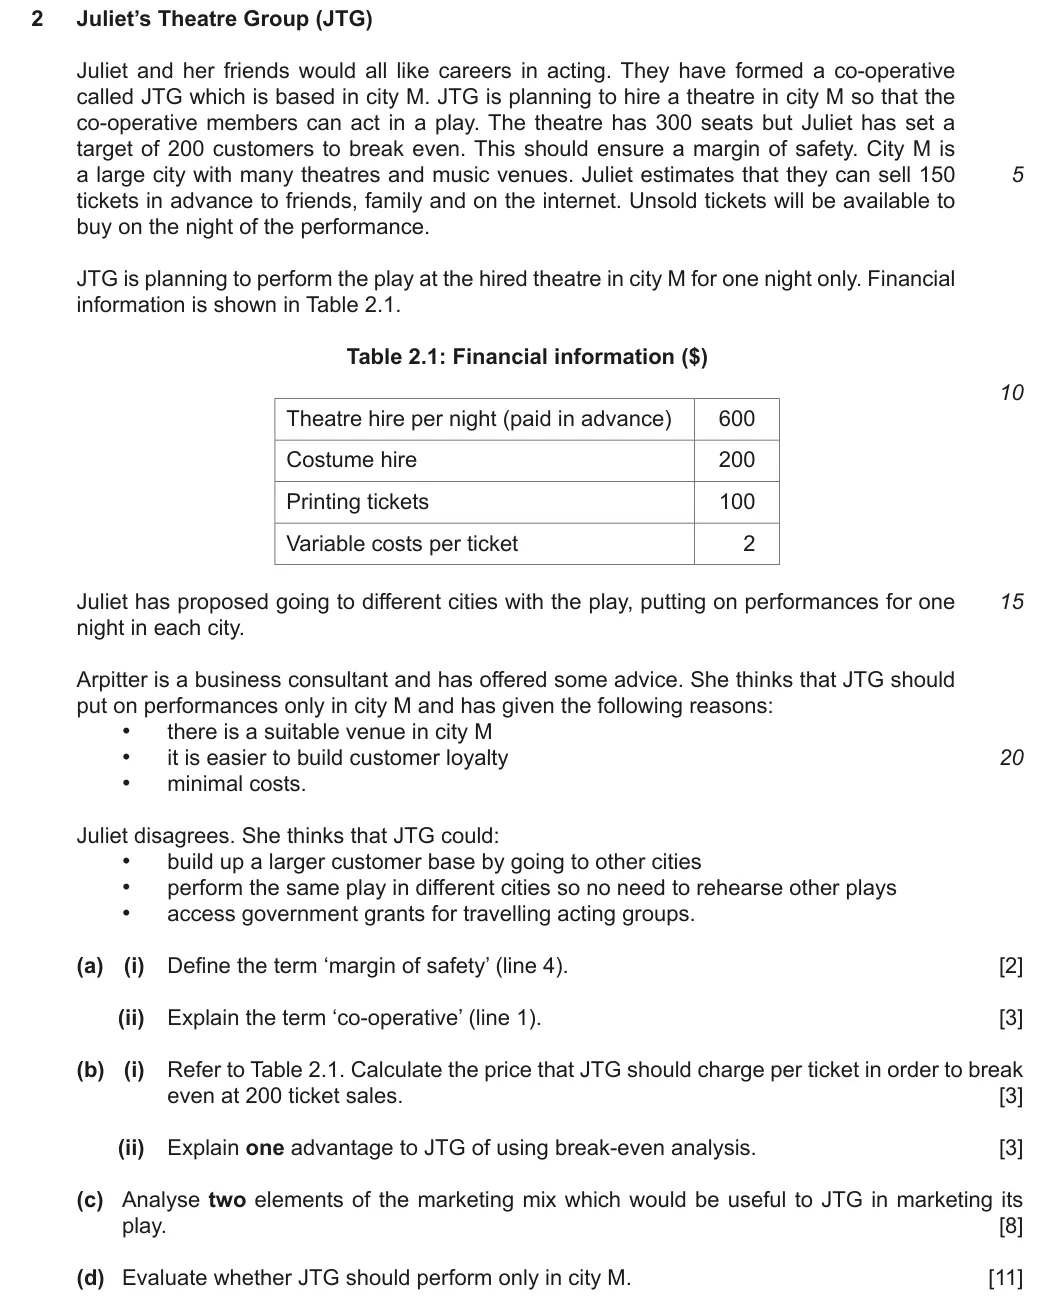 2 Juliet’s Theatre Group (JTG)
Juliet and her friends would all like careers in acting. They have formed a co-operative
called JTG which is based in city M. JTG is planning to hire a theatre in city M so that the
co-operative members can act in a play. The theatre has 300 seats but Juliet has set a
target of 200 customers to break even. This should ensure a margin of safety. City M is
a large city with many theatres and music venues. Juliet estimates that they can sell 150 5
tickets in advance to friends, family and on the internet. Unsold tickets will be available to
buy on the night of the performance.
JTG is planning to perform the play at the hired theatre in city M for one night only. Financial
information is shown in Table 2.1.
Table 2.1: Financial information ($)
10
Theatre hire per night (paid in advance) 600
Costume hire 200
Printing tickets 100
Variable costs per ticket 2
Juliet has proposed going to different cities with the play, putting on performances for one 15
night in each city.
Arpitter is a business consultant and has offered some advice. She thinks that JTG should
put on performances only in city M and has given the following reasons:
• there is a suitable venue in city M
• it is easier to build customer loyalty 20
• minimal costs.
Juliet disagrees. She thinks that JTG could:
• build up a larger customer base by going to other cities
• perform the same play in different cities so no need to rehearse other plays
• access government grants for travelling acting groups.
(a) (i) Define the term ‘margin of safety’ (line 4). [2]
(ii) Explain the term ‘co-operative’ (line 1). [3]
(b) (i) Refer to Table 2.1. Calculate the price that JTG should charge per ticket in order to break
even at 200 ticket sales. [3]
(ii) Explain one advantage to JTG of using break-even analysis. [3]
(c) Analyse two elements of the marketing mix which would be useful to JTG in marketing its
play. [8]
(d) Evaluate whether JTG should perform only in city M. [11]